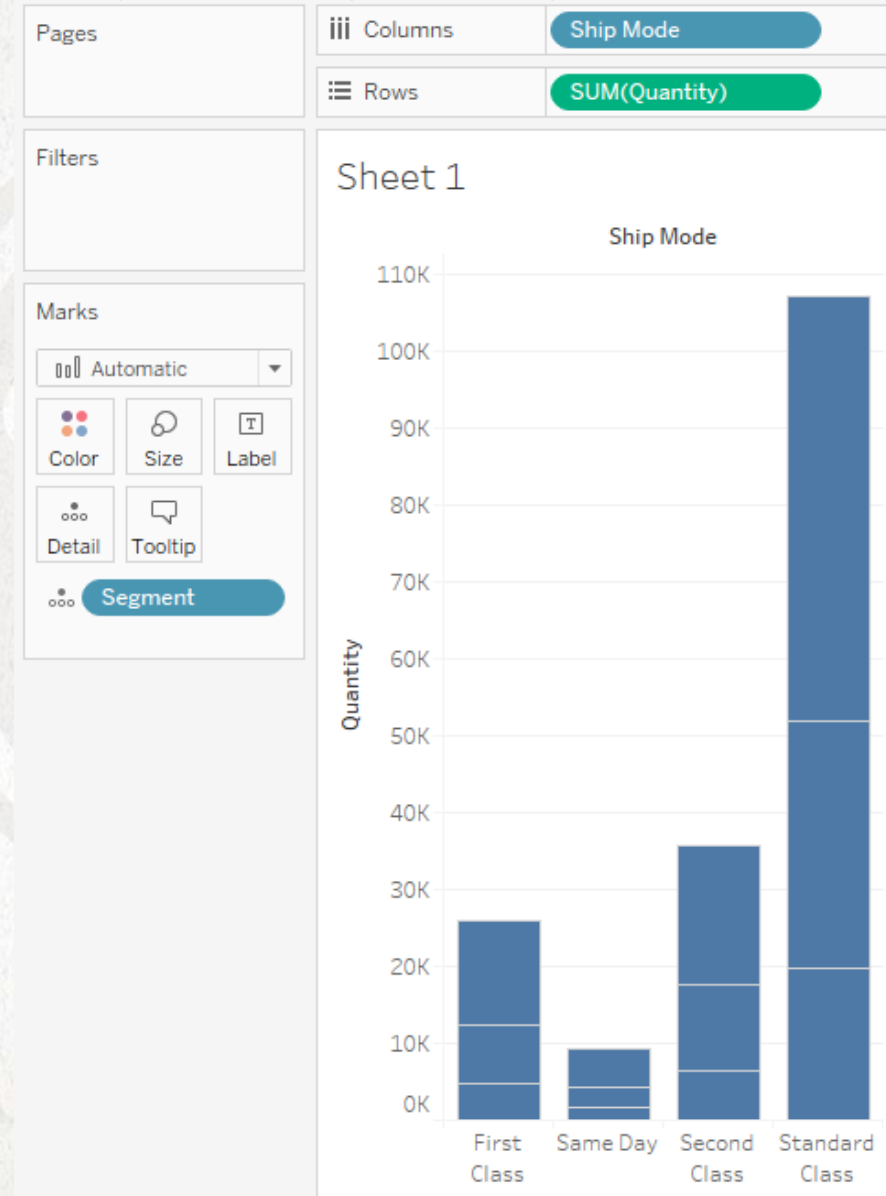 Pages
Columns
Ship Mode
Rows
SUM(Quantity)
Filters
Marks
Automatic
Color
Size
Label
Detail
Tooltip
Segment
Sheet 1
Ship Mode
Quantity
110K
100K
90K
80K
70K
60K
50K
40K
30K
20K
10K
0K
First
Class
Same Day
Second
Class
Standard
Class